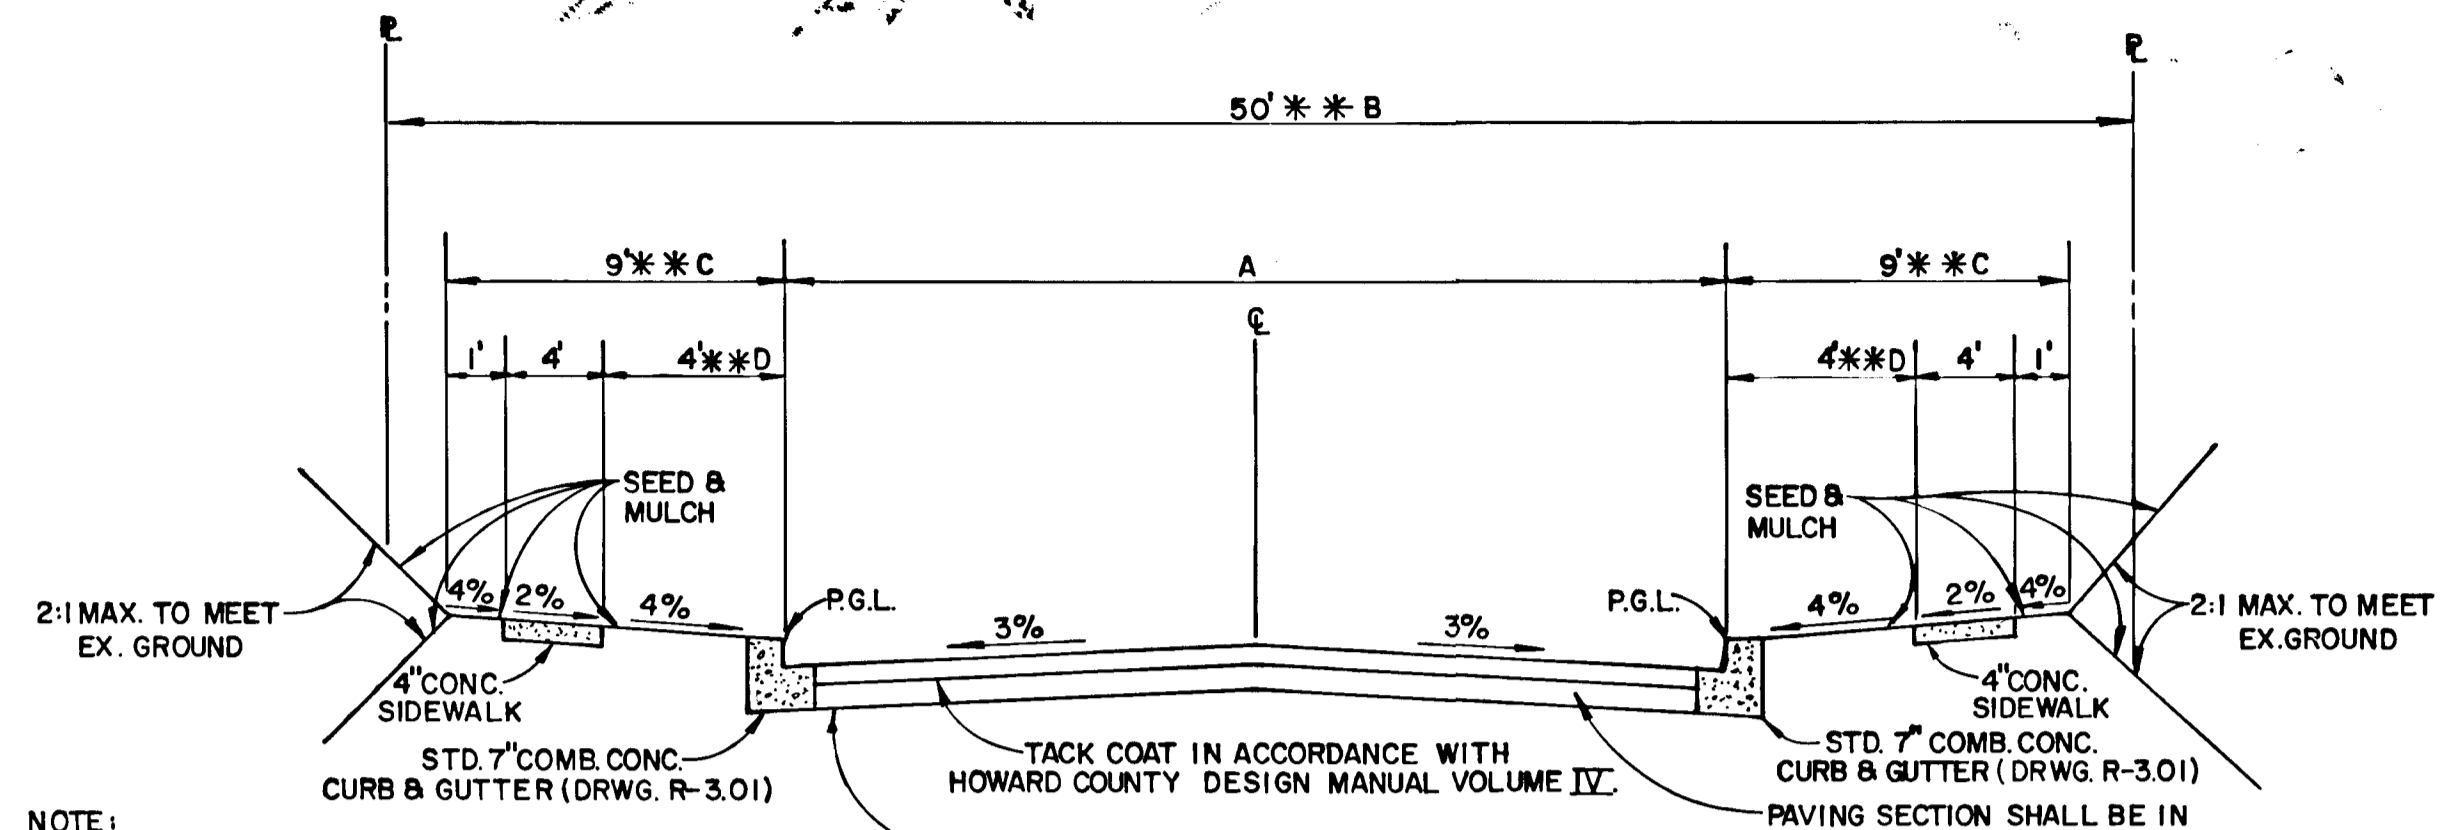 PL
PL
50' * * B
9' * * C
A
9' * * C
CL
1'
4'
4' * * D
4' * * D
4'
1'
SEED &
MULCH
SEED &
MULCH
4%
2%
4%
P.G.L.
3%
3%
P.G.L.
4%
2%
4%
2:1 MAX. TO MEET
EX. GROUND
2:1 MAX. TO MEET
EX. GROUND
4" CONC.
SIDEWALK
4" CONC.
SIDEWALK
STD. 7" COMB. CONC.
CURB & GUTTER (DRWG. R-3.01)
TACK COAT IN ACCORDANCE WITH
HOWARD COUNTY DESIGN MANUAL VOLUME IV.
STD. 7" COMB. CONC.
CURB & GUTTER (DRWG. R-3.01)
PAVING SECTION SHALL BE IN
NOTE: